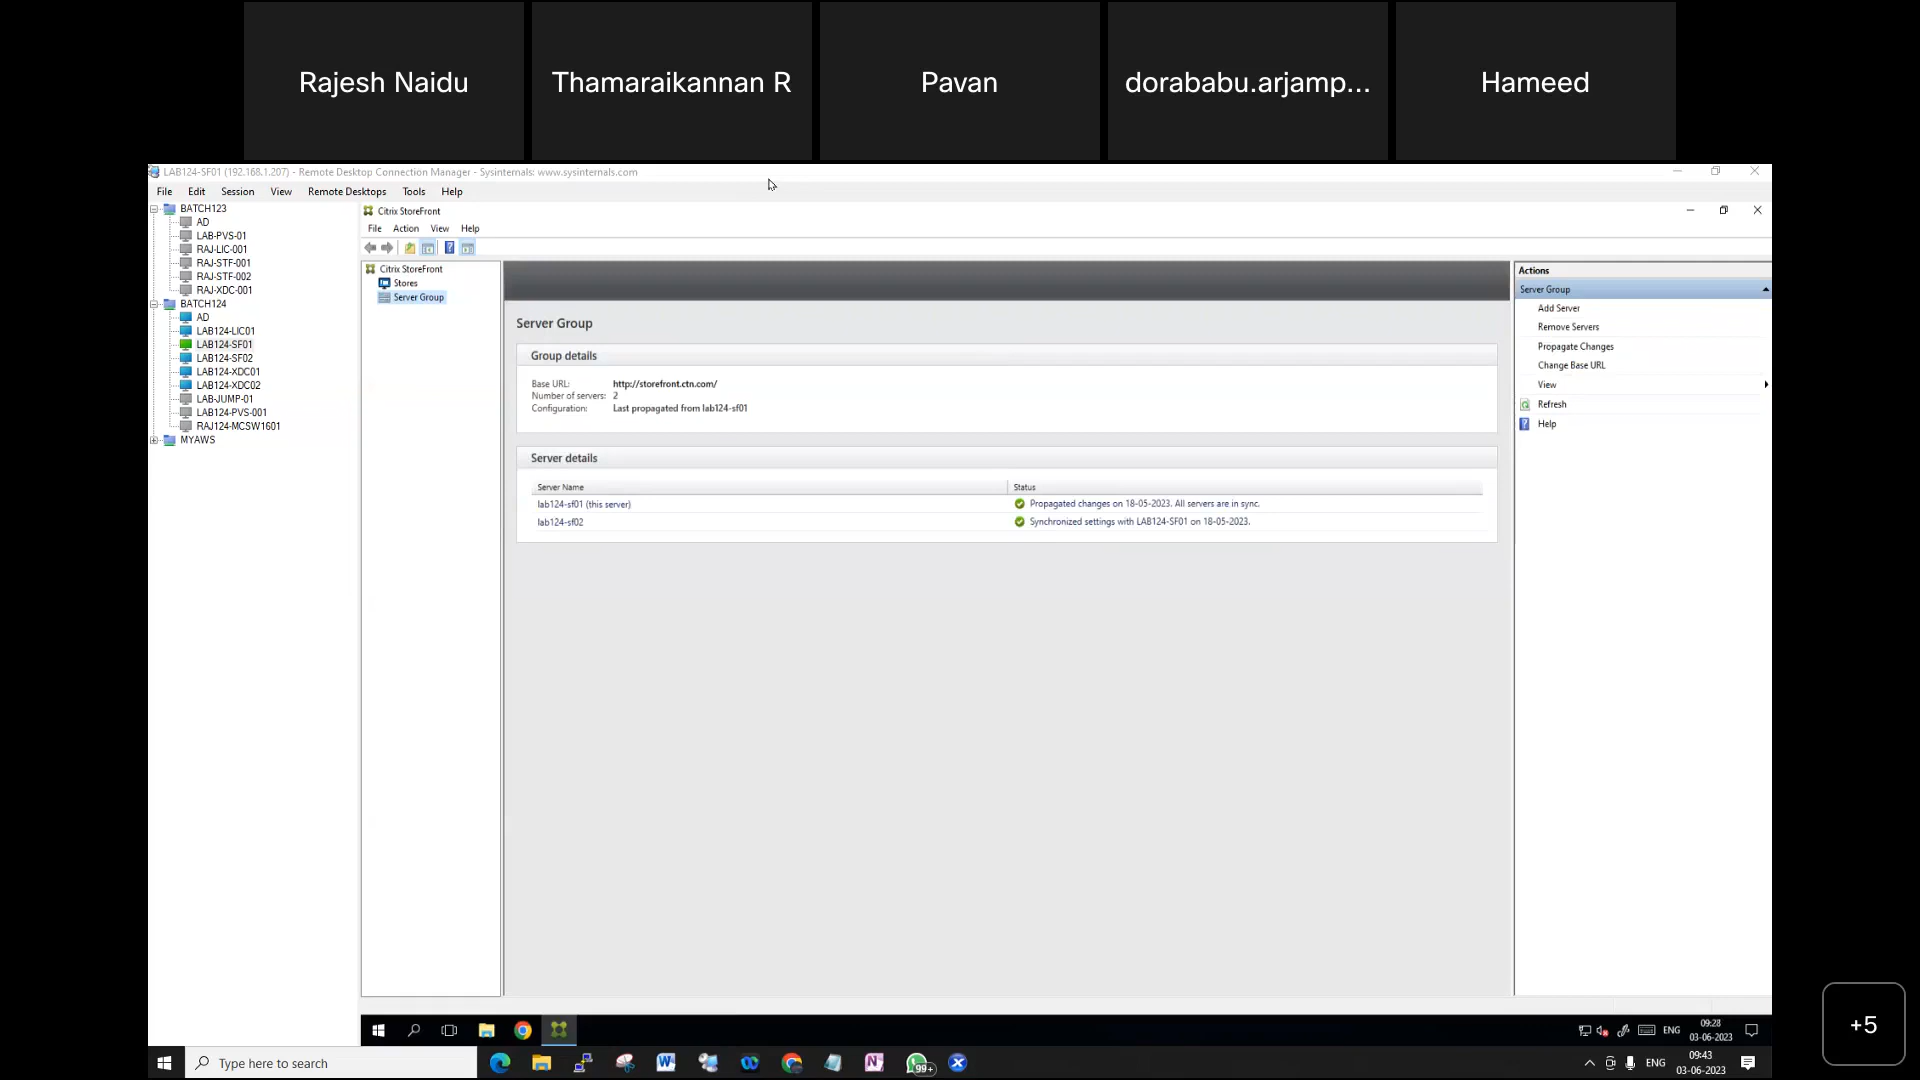 Rajesh Naidu
Thamaraikannan R
Pavan
dorababu.arjamp...
Hameed
LAB124-SF01 (192.168.1.207) - Remote Desktop Connection Manager - Sysinternals: www.sysinternals.com
File Edit Session View Remote Desktops Tools Help
BATCH123
AD
LAB-PVS-01
RAJ-LIC-001
RAJ-STF-001
RAJ-STF-002
RAJ-XDC-001
BATCH124
AD
LAB124-LIC01
LAB124-SF01
LAB124-SF02
LAB124-XDC01
LAB124-XDC02
LAB-JUMP-01
LAB124-PVS-001
RAJ124-MCSW1601
MYAWS
Citrix StoreFront
File Action View Help
Citrix StoreFront
Stores
Server Group
Server Group
Group details
Base URL: http://storefront.ctn.com/
Number of servers: 2
Configuration: Last propagated from lab124-sf01
Server details
Server Name Status
lab124-sf01 (this server) Propagated changes on 18-05-2023. All servers are in sync.
lab124-sf02 Synchronized settings with LAB124-SF01 on 18-05-2023.
Actions
Server Group
Add Server
Remove Servers
Propagate Changes
Change Base URL
View
Refresh
Help
ENG 09:28
03-06-2023
Type here to search
99+
ENG 09:43
03-06-2023
+5